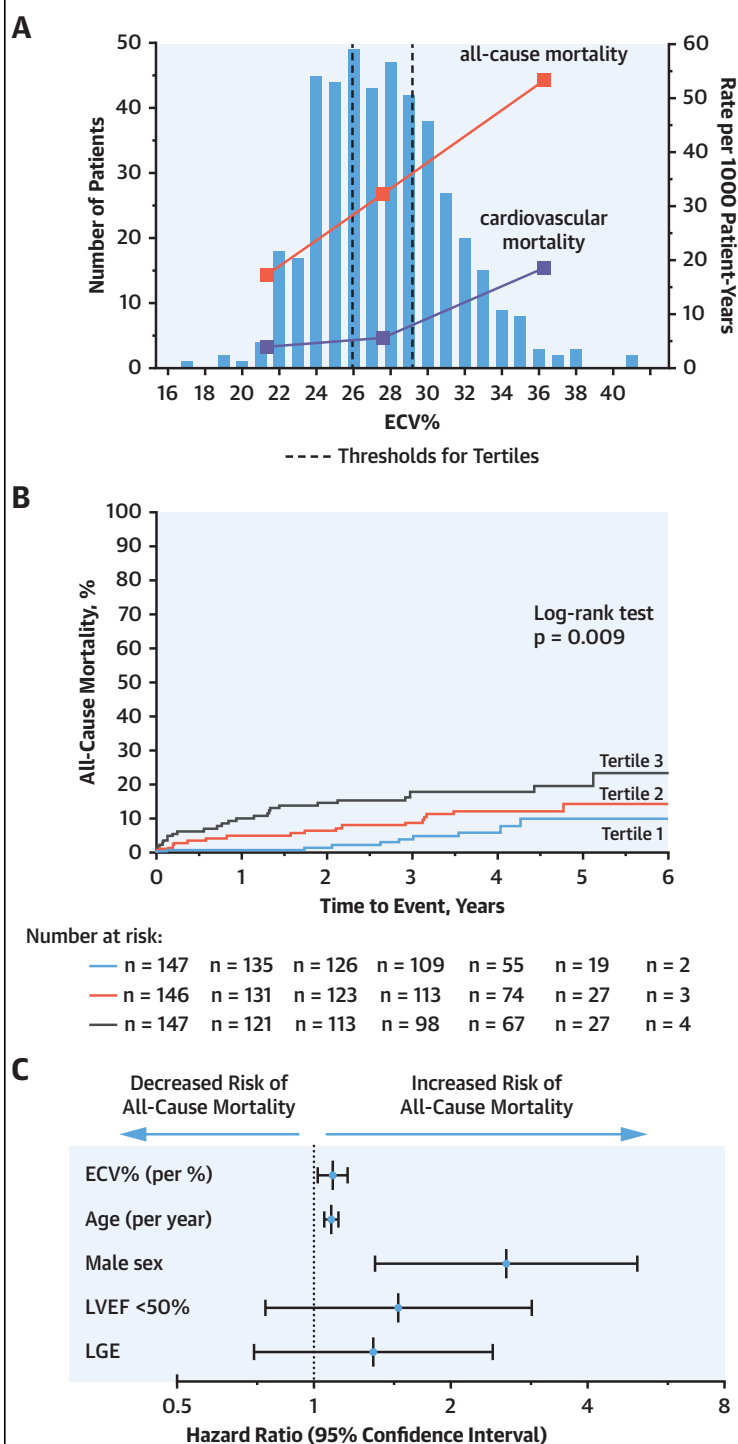 A
50
40
30
20
10
0
Number of Patients
60
50
40
30
20
10
0
Rate per 1000 Patient-Years
all-cause mortality
cardiovascular
mortality
16 18 20 22 24 26 28 30 32 34 36 38 40
ECV%
---- Thresholds for Tertiles
B
100
90
80
70
60
50
40
30
20
10
0
All-Cause Mortality, %
Log-rank test
p = 0.009
Tertile 3
Tertile 2
Tertile 1
0 1 2 3 4 5 6
Time to Event, Years
Number at risk:
n = 147 n = 135 n = 126 n = 109 n = 55 n = 19 n = 2
n = 146 n = 131 n = 123 n = 113 n = 74 n = 27 n = 3
n = 147 n = 121 n = 113 n = 98 n = 67 n = 27 n = 4
C
Decreased Risk of
All-Cause Mortality
Increased Risk of
All-Cause Mortality
ECV% (per %)
Age (per year)
Male sex
LVEF <50%
LGE
0.5 1 2 4 8
Hazard Ratio (95% Confidence Interval)